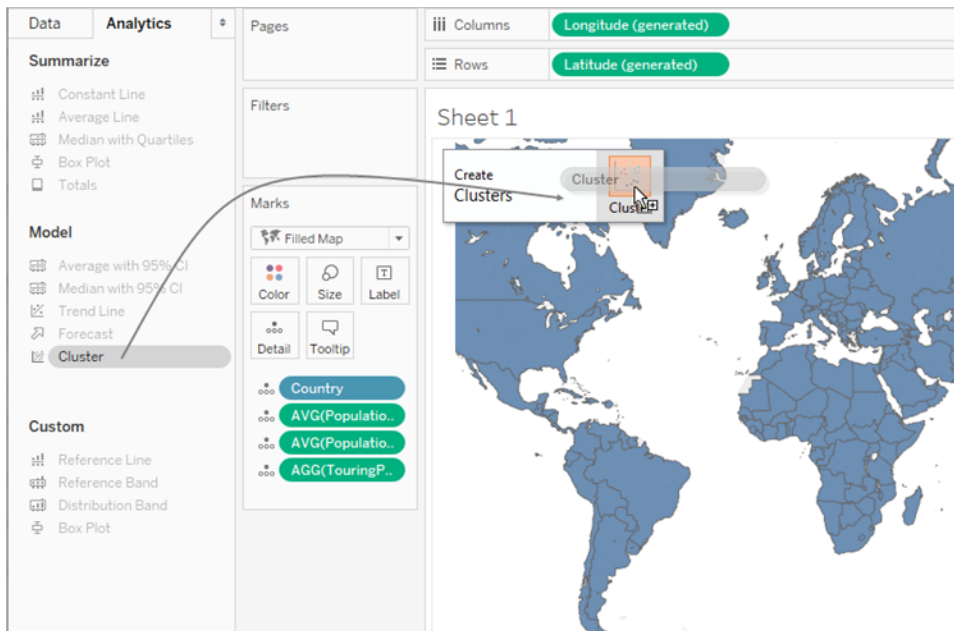 Data
Analytics
Summarize
Constant Line
Average Line
Median with Quartiles
Box Plot
Totals
Model
Average with 95% CI
Median with 95% CI
Trend Line
Forecast
Cluster
Custom
Reference Line
Reference Band
Distribution Band
Box Plot
Pages
Filters
Marks
Filled Map
Color
Size
Label
Detail
Tooltip
Country
AVG(Populatio..
AVG(Populatio..
AGG(TouringP..
Columns
Longitude (generated)
Rows
Latitude (generated)
Sheet 1
Create
Clusters
Cluster
Cluster